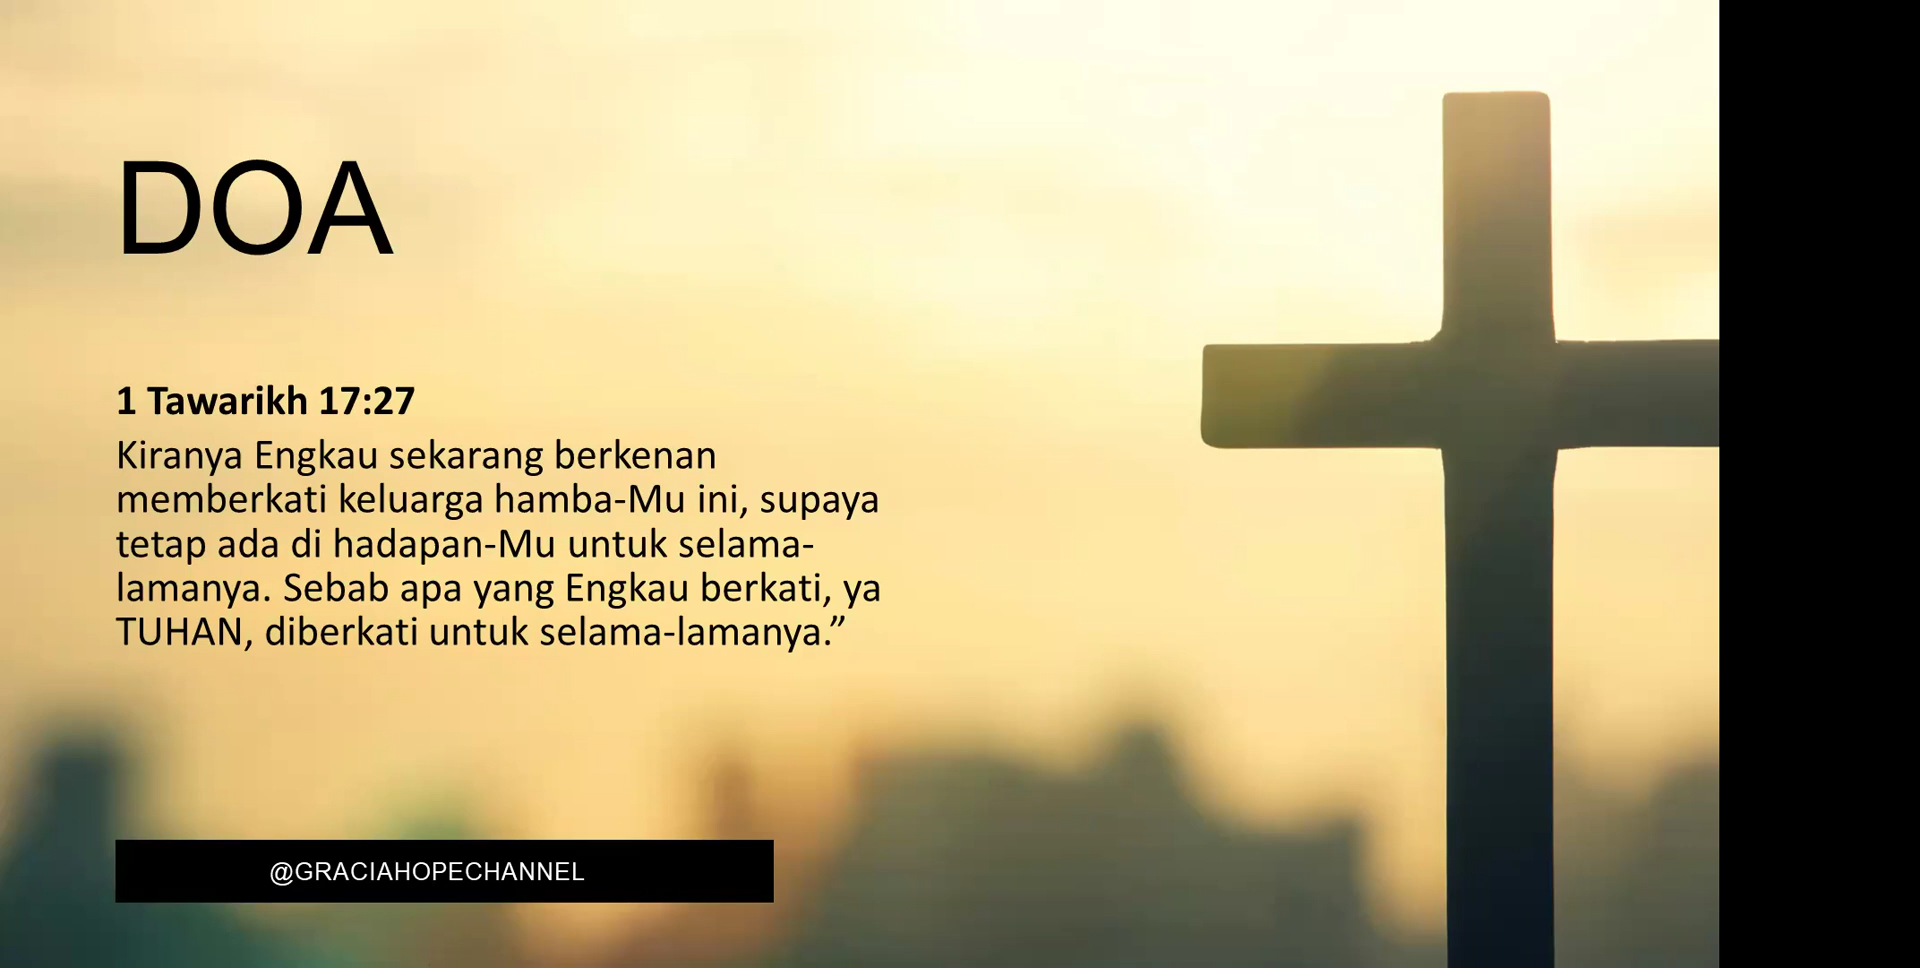 DOA
1 Tawarikh 17:27
Kiranya Engkau sekarang berkenan
memberkati keluarga hamba-Mu ini, supaya
tetap ada di hadapan-Mu untuk selama-
lamanya. Sebab apa yang Engkau berkati, ya
TUHAN, diberkati untuk selama-lamanya.”
@GRACIAHOPECHANNEL